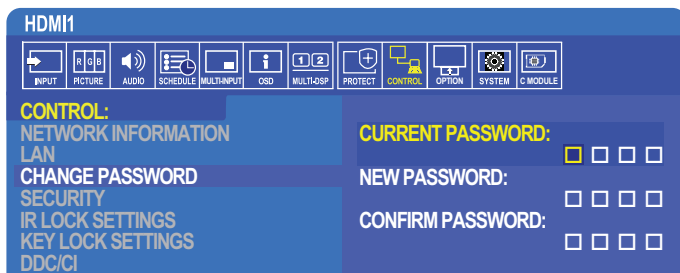 HDMI1
INPUT PICTURE AUDIO SCHEDULE MULTI-INPUT OSD MULTI-DSP PROTECT CONTROL OPTION SYSTEM C MODULE
R G B
1 2
CONTROL:
NETWORK INFORMATION
LAN
CHANGE PASSWORD
SECURITY
IR LOCK SETTINGS
KEY LOCK SETTINGS
DDC/CI
CURRENT PASSWORD:
NEW PASSWORD:
CONFIRM PASSWORD: